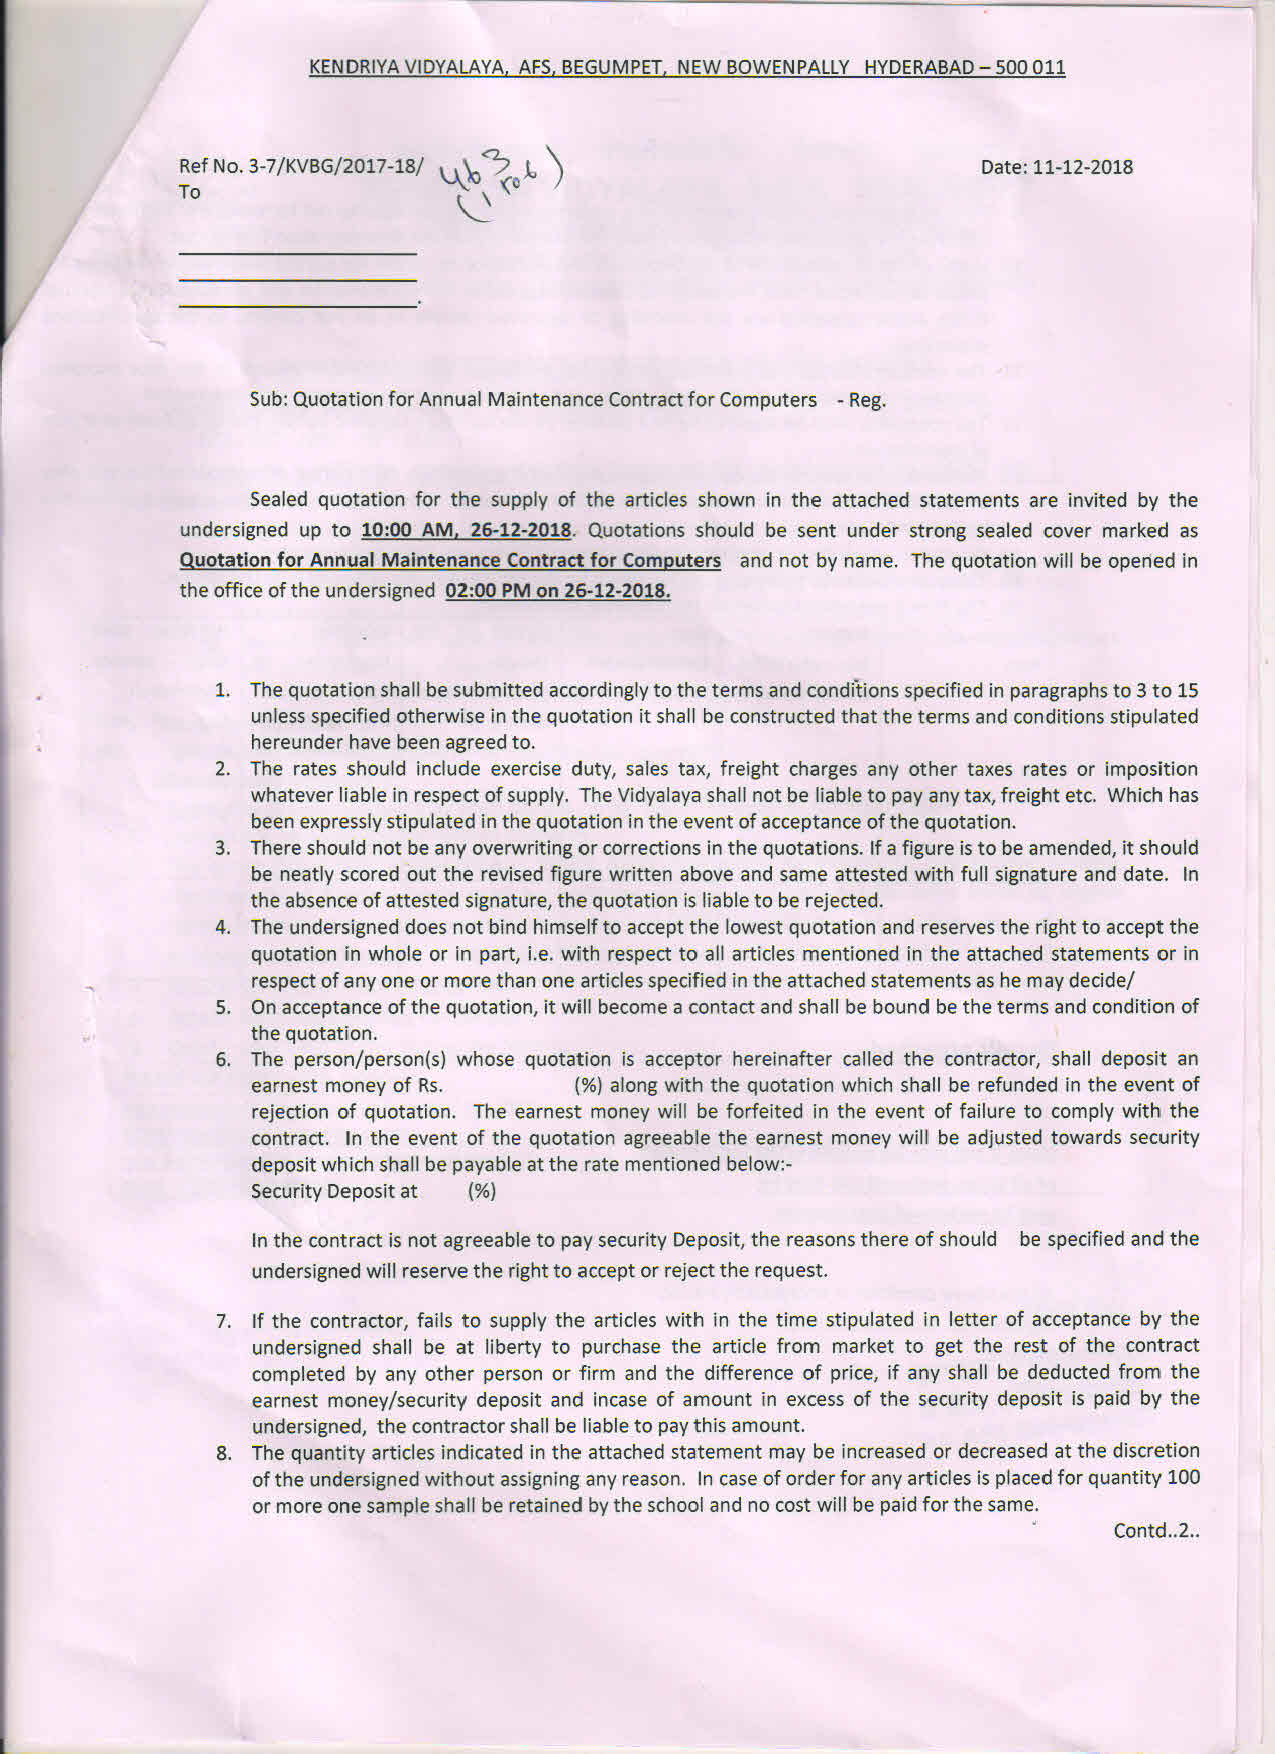 KENDRIYA VIDYALAYA, AFS, BEGUMPET, NEW BOWENPALLY HYDERABAD – 500 011
Ref No. 3-7/KVBG/2017-18/
Date: 11-12-2018
To
Sub: Quotation for Annual Maintenance Contract for Computers - Reg.
Sealed quotation for the supply of the articles shown in the attached statements are invited by the
undersigned up to 10:00 AM, 26-12-2018. Quotations should be sent under strong sealed cover marked as
Quotation for Annual Maintenance Contract for Computers and not by name. The quotation will be opened in
the office of the undersigned 02:00 PM on 26-12-2018.
1. The quotation shall be submitted accordingly to the terms and conditions specified in paragraphs to 3 to 15
unless specified otherwise in the quotation it shall be constructed that the terms and conditions stipulated
hereunder have been agreed to.
2. The rates should include exercise duty, sales tax, freight charges any other taxes rates or imposition
whatever liable in respect of supply. The Vidyalaya shall not be liable to pay any tax, freight etc. Which has
been expressly stipulated in the quotation in the event of acceptance of the quotation.
3. There should not be any overwriting or corrections in the quotations. If a figure is to be amended, it should
be neatly scored out the revised figure written above and same attested with full signature and date. In
the absence of attested signature, the quotation is liable to be rejected.
4. The undersigned does not bind himself to accept the lowest quotation and reserves the right to accept the
quotation in whole or in part, i.e. with respect to all articles mentioned in the attached statements or in
respect of any one or more than one articles specified in the attached statements as he may decide/
5. On acceptance of the quotation, it will become a contact and shall be bound be the terms and condition of
the quotation.
6. The person/person(s) whose quotation is acceptor hereinafter called the contractor, shall deposit an
earnest money of Rs. (%) along with the quotation which shall be refunded in the event of
rejection of quotation. The earnest money will be forfeited in the event of failure to comply with the
contract. In the event of the quotation agreeable the earnest money will be adjusted towards security
deposit which shall be payable at the rate mentioned below:-
Security Deposit at (%)
In the contract is not agreeable to pay security Deposit, the reasons there of should be specified and the
undersigned will reserve the right to accept or reject the request.
7. If the contractor, fails to supply the articles with in the time stipulated in letter of acceptance by the
undersigned shall be at liberty to purchase the article from market to get the rest of the contract
completed by any other person or firm and the difference of price, if any shall be deducted from the
earnest money/security deposit and incase of amount in excess of the security deposit is paid by the
undersigned, the contractor shall be liable to pay this amount.
8. The quantity articles indicated in the attached statement may be increased or decreased at the discretion
of the undersigned without assigning any reason. In case of order for any articles is placed for quantity 100
or more one sample shall be retained by the school and no cost will be paid for the same.
Contd..2..